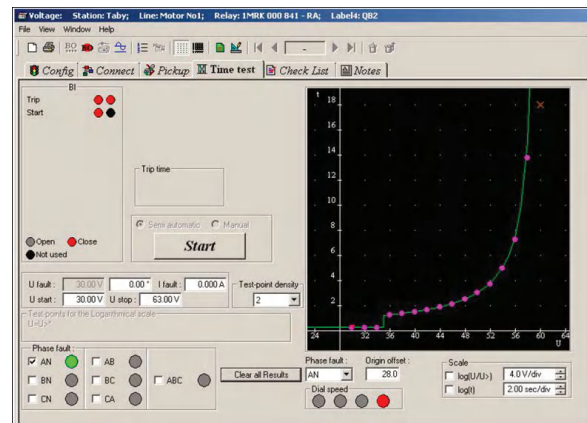 Voltage: Station: Taby; Line: Motor No1; Relay: 1MRK 000 841 - RA; Label4: QB2
File View Window Help
Config Connect Pickup Time test Check List Notes
BI
Trip
Start
Trip time
Semi automatic Manual
Start
Open Close
Not used
U fault : 30.00 V 0.00 ° I fault : 0.000 A
U start : 30.00 V U stop : 63.00 V
Test-point density
2
Test points for the Logarithmical scale
Phase fault :
AN AB
BN BC ABC
CN CA
Clear all Results
t
18
16
14
12
10
8
6
4
2
24 32 36 40 44 48 52 56 60 64
U
Phase fault : Origin offset :
AN 28.0
Dial speed
Scale
log(U/U>) 4.0 V/div
log(t) 2.00 sec/div